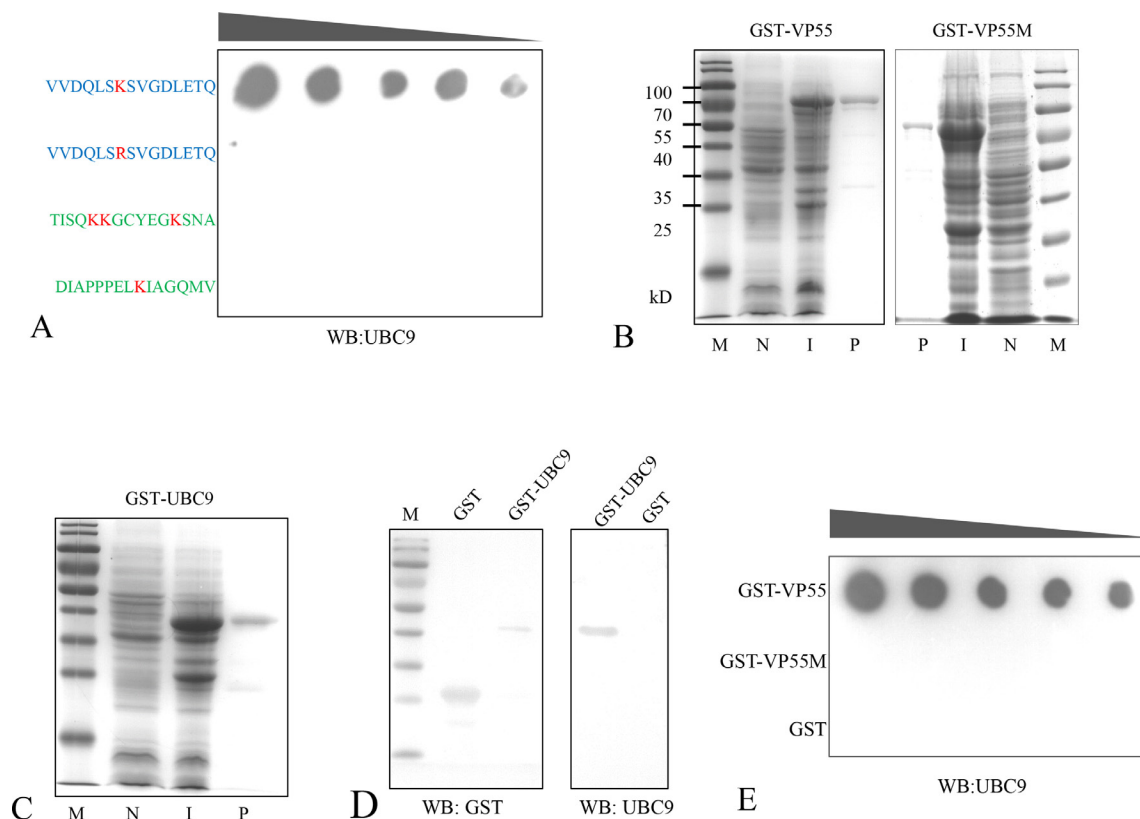 VVDQLSKSVGDLETQ
VVDQLSRSVGDLETQ
TISQKKGCYEGKSNA
DIAPPPELKIAGQMV
A
WB:UBC9
GST-VP55
GST-VP55M
100
70
55
40
35
25
kD
B
M N I P
P I N M
GST-UBC9
C
M N I P
M GST GST-UBC9
GST-UBC9 GST
D
WB: GST
WB: UBC9
GST-VP55
GST-VP55M
GST
E
WB:UBC9